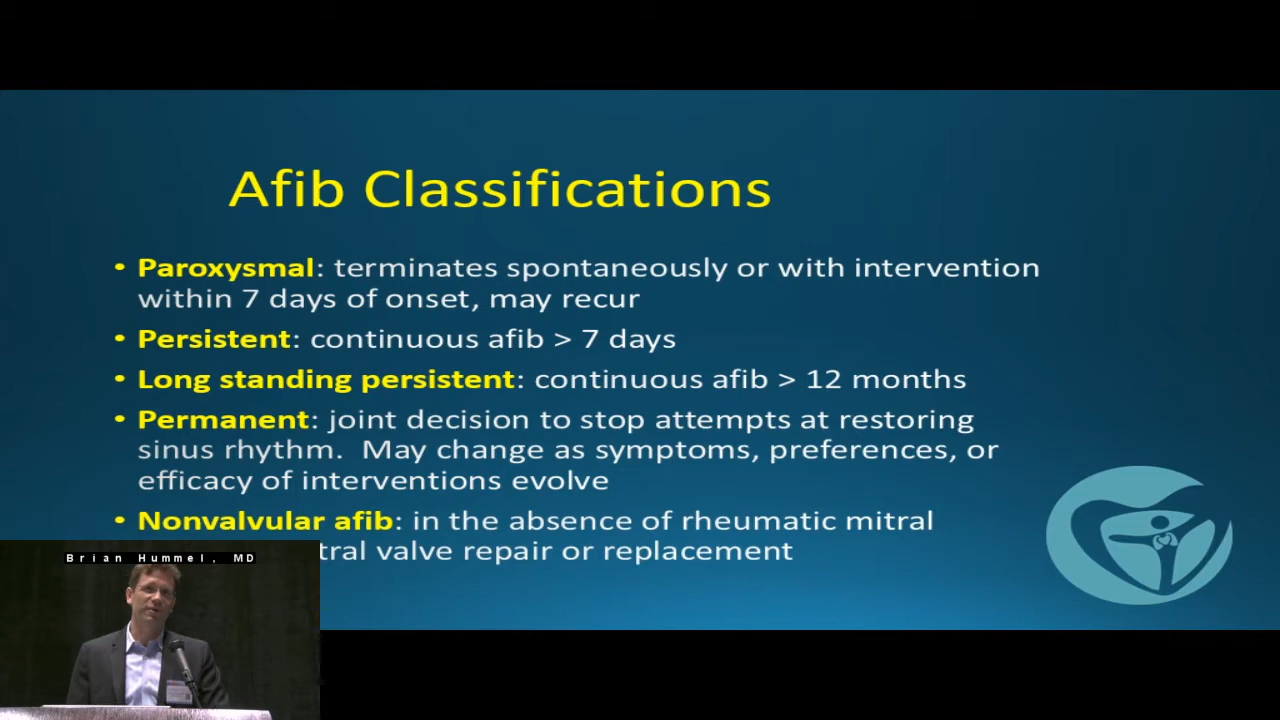 Afib Classifications
• Paroxysmal: terminates spontaneously or with intervention
within 7 days of onset, may recur
• Persistent: continuous afib > 7 days
• Long standing persistent: continuous afib > 12 months
• Permanent: joint decision to stop attempts at restoring
sinus rhythm. May change as symptoms, preferences, or
efficacy of interventions evolve
• Nonvalvular afib: in the absence of rheumatic mitral
tral valve repair or replacement
Brian Hummel, MD